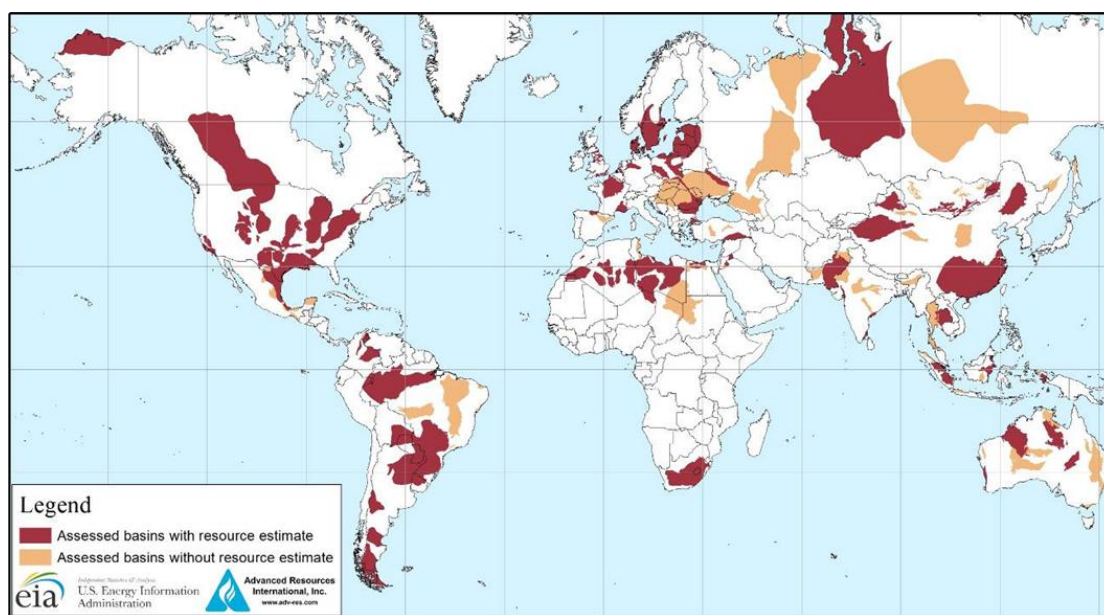 Legend
Assessed basins with resource estimate
Assessed basins without resource estimate
eia
Independent Statistics & Analysis
U.S. Energy Information
Administration
Advanced Resources
International, Inc.
www.adv-res.com